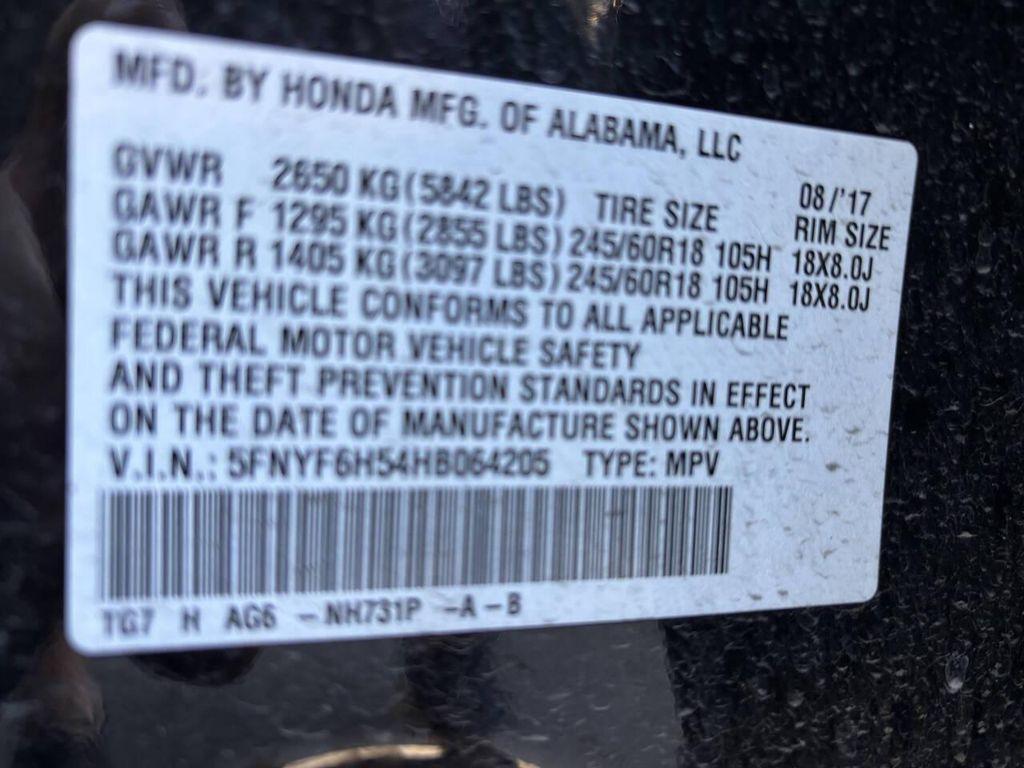 MFD. BY HONDA MFG. OF ALABAMA, LLC
GVWR 2650 KG (5842 LBS) TIRE SIZE 08/'17 RIM SIZE
GAWR F 1295 KG (2855 LBS) 245/60R18 105H 18X8.0J
GAWR R 1405 KG (3097 LBS) 245/60R18 105H 18X8.0J
THIS VEHICLE CONFORMS TO ALL APPLICABLE
FEDERAL MOTOR VEHICLE SAFETY
AND THEFT PREVENTION STANDARDS IN EFFECT
ON THE DATE OF MANUFACTURE SHOWN ABOVE.
V.I.N.: 5FNYF6H54HB064205 TYPE: MPV
TG7 H AG6 -NH731P -A-B